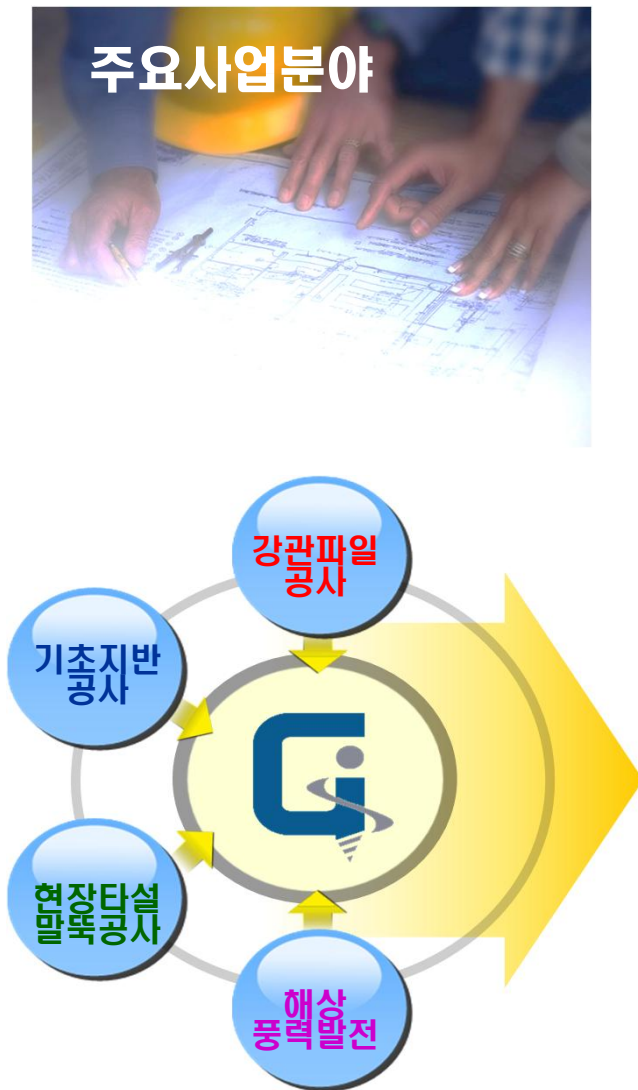 주요사업분야
강관파일
공사
기초지반
공사
현장타설
말뚝공사
해상
풍력발전